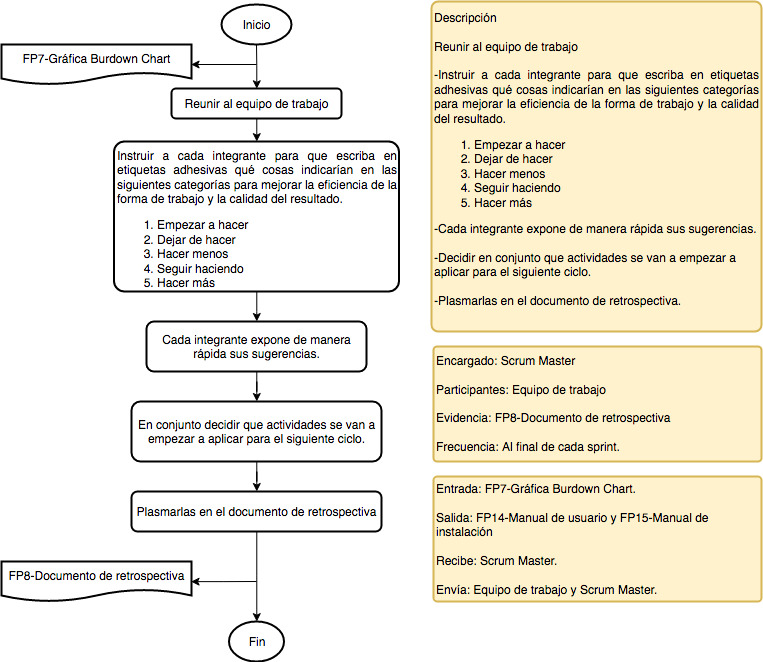 Inicio
FP7-Gráfica Burdown Chart
Reunir al equipo de trabajo
Instruir a cada integrante para que escriba en
etiquetas adhesivas qué cosas indicarían en las
siguientes categorías para mejorar la eficiencia de la
forma de trabajo y la calidad del resultado.
1. Empezar a hacer
2. Dejar de hacer
3. Hacer menos
4. Seguir haciendo
5. Hacer más
Cada integrante expone de manera
rápida sus sugerencias.
En conjunto decidir que actividades se van a
empezar a aplicar para el siguiente ciclo.
Plasmarlas en el documento de retrospectiva
FP8-Documento de retrospectiva
Fin
Descripción
Reunir al equipo de trabajo
-Instruir a cada integrante para que escriba en etiquetas
adhesivas qué cosas indicarían en las siguientes categorías
para mejorar la eficiencia de la forma de trabajo y la calidad
del resultado.
1. Empezar a hacer
2. Dejar de hacer
3. Hacer menos
4. Seguir haciendo
5. Hacer más
-Cada integrante expone de manera rápida sus sugerencias.
-Decidir en conjunto que actividades se van a empezar a
aplicar para el siguiente ciclo.
-Plasmarlas en el documento de retrospectiva.
Encargado: Scrum Master
Participantes: Equipo de trabajo
Evidencia: FP8-Documento de retrospectiva
Frecuencia: Al final de cada sprint.
Entrada: FP7-Gráfica Burdown Chart.
Salida: FP14-Manual de usuario y FP15-Manual de
instalación
Recibe: Scrum Master.
Envía: Equipo de trabajo y Scrum Master.